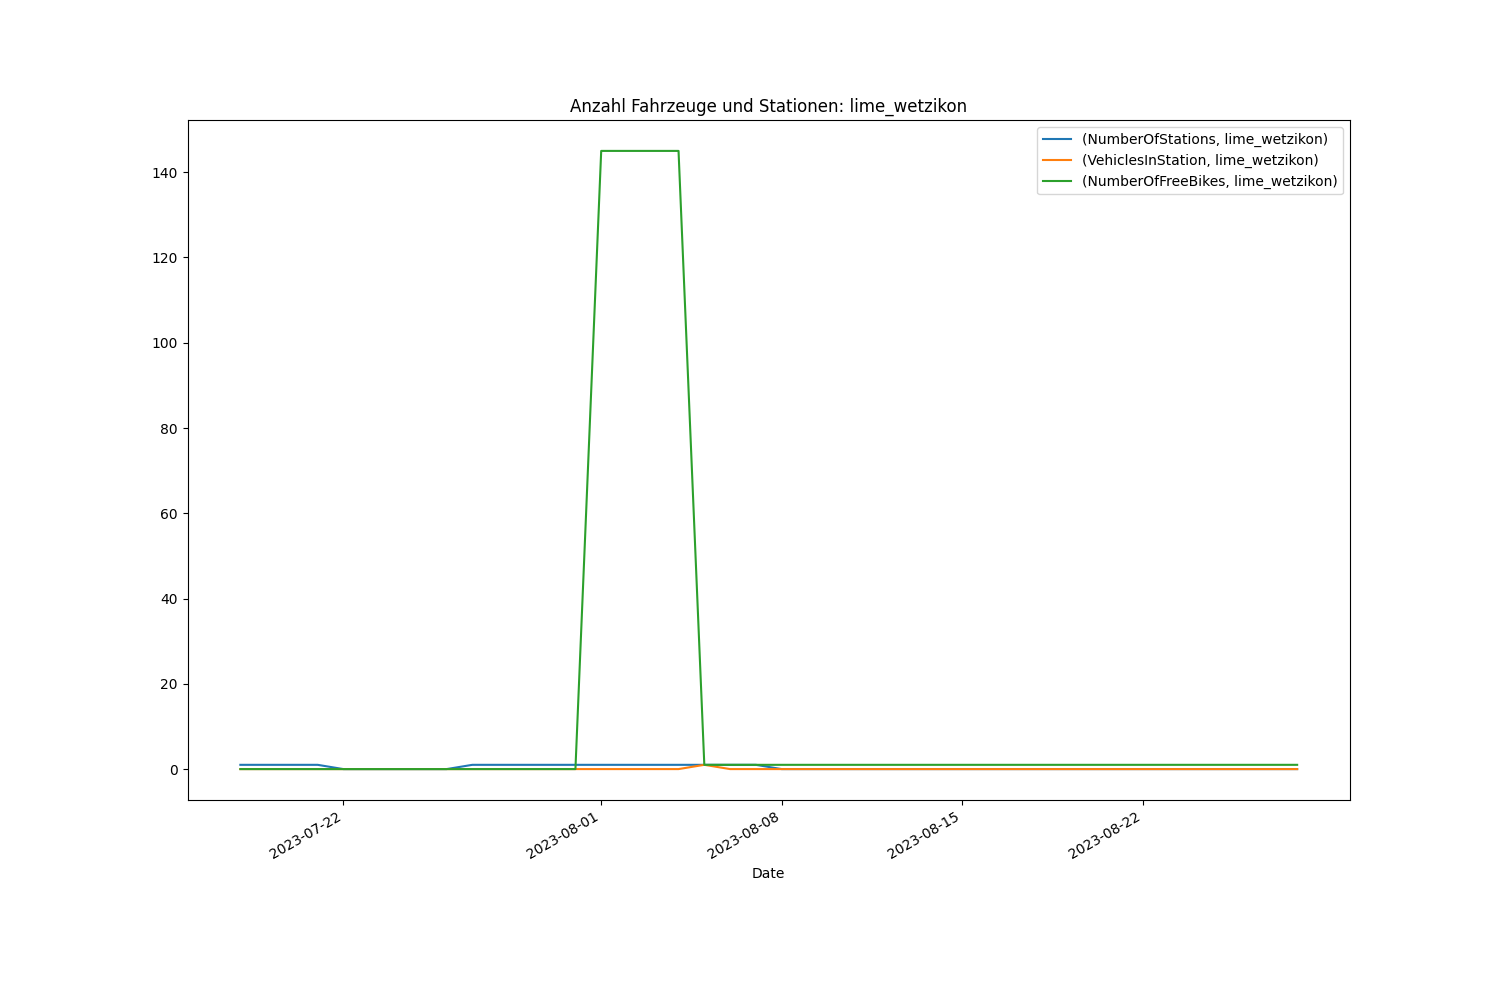 Anzahl Fahrzeuge und Stationen: lime_wetzikon
(NumberOfStations, lime_wetzikon)
(VehiclesInStation, lime_wetzikon)
(NumberOfFreeBikes, lime_wetzikon)
140
120
100
80
60
40
20
0
2023-07-22
2023-08-01
2023-08-08
2023-08-15
2023-08-22
Date